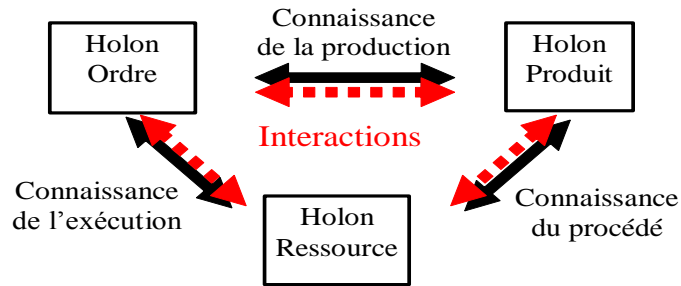 Connaissance
de la production
Holon
Ordre
Holon
Produit
Interactions
Connaissance
de l’exécution
Holon
Ressource
Connaissance
du procédé